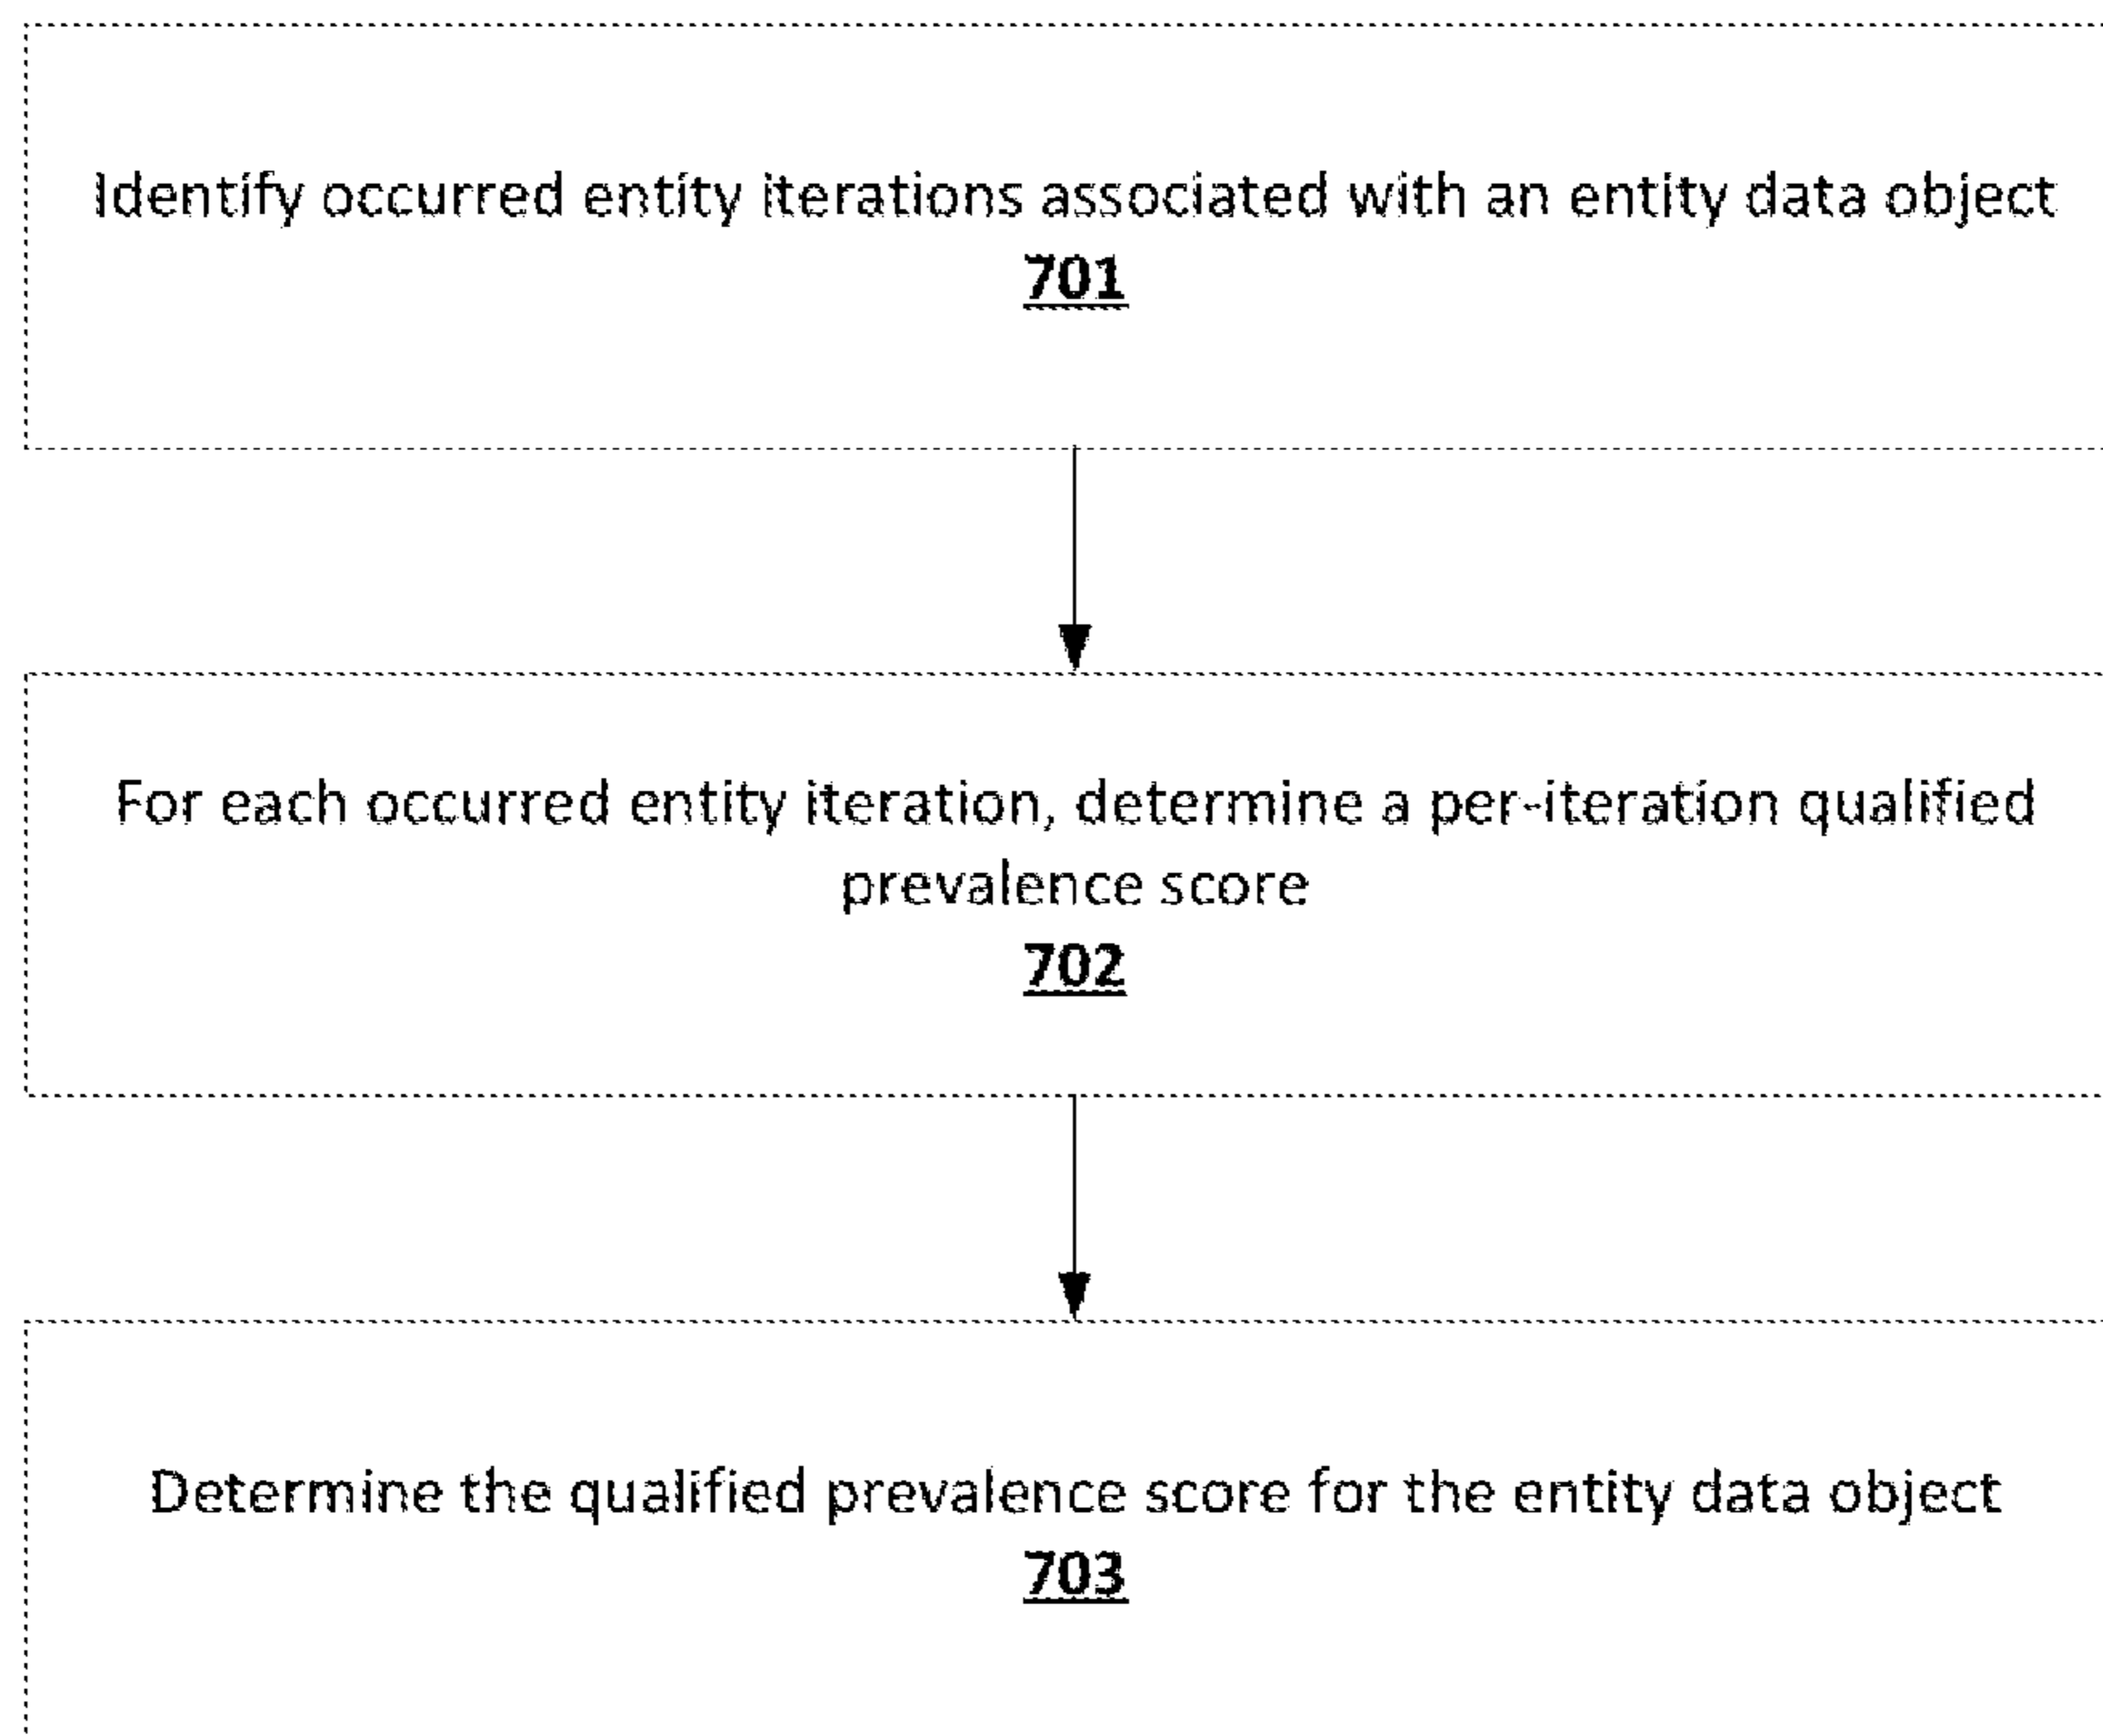 Identify occurred entity iterations associated with an entity data object
701
For each occurred entity iteration, determine a per-iteration qualified
prevalence score
702
Determine the qualified prevalence score for the entity data object
703